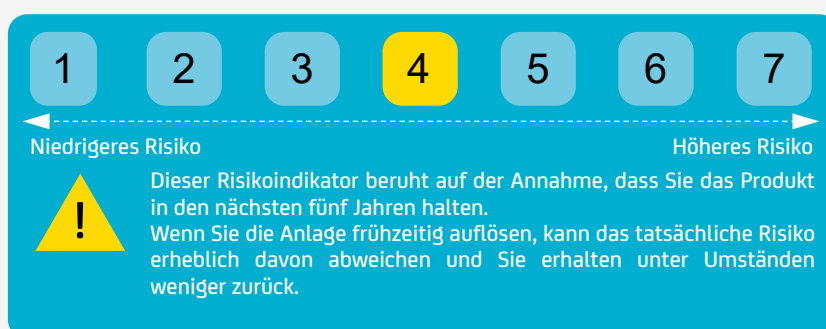 1 2 3 4 5 6 7
Niedrigeres Risiko Höheres Risiko
Dieser Risikoindikator beruht auf der Annahme, dass Sie das Produkt
in den nächsten fünf Jahren halten.
Wenn Sie die Anlage frühzeitig auflösen, kann das tatsächliche Risiko
erheblich davon abweichen und Sie erhalten unter Umständen
weniger zurück.
!